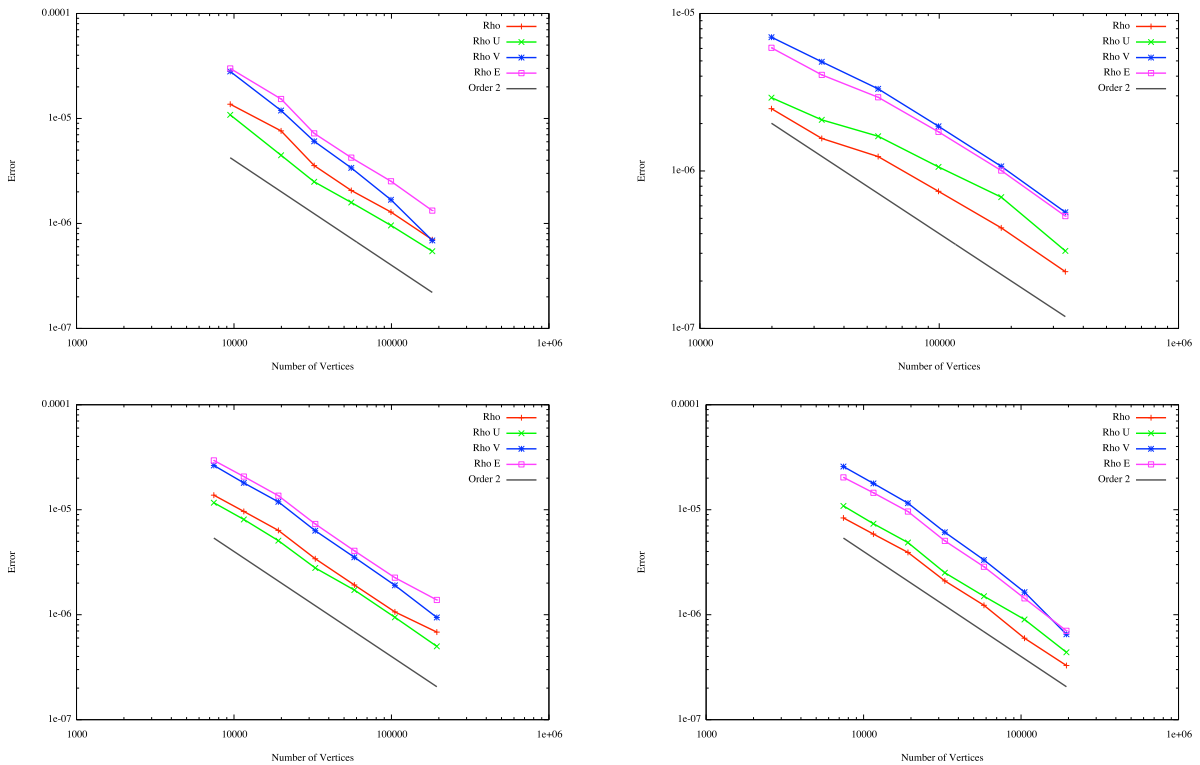 0.0001
1e-05
1e-06
1e-07
1000
10000
100000
1e+06
Error
Number of Vertices
Rho
Rho U
Rho V
Rho E
Order 2
1e-05
1e-06
1e-07
10000
100000
1e+06
Error
Number of Vertices
Rho
Rho U
Rho V
Rho E
Order 2
0.0001
1e-05
1e-06
1e-07
1000
10000
100000
1e+06
Error
Number of Vertices
Rho
Rho U
Rho V
Rho E
Order 2
0.0001
1e-05
1e-06
1e-07
1000
10000
100000
1e+06
Error
Number of Vertices
Rho
Rho U
Rho V
Rho E
Order 2